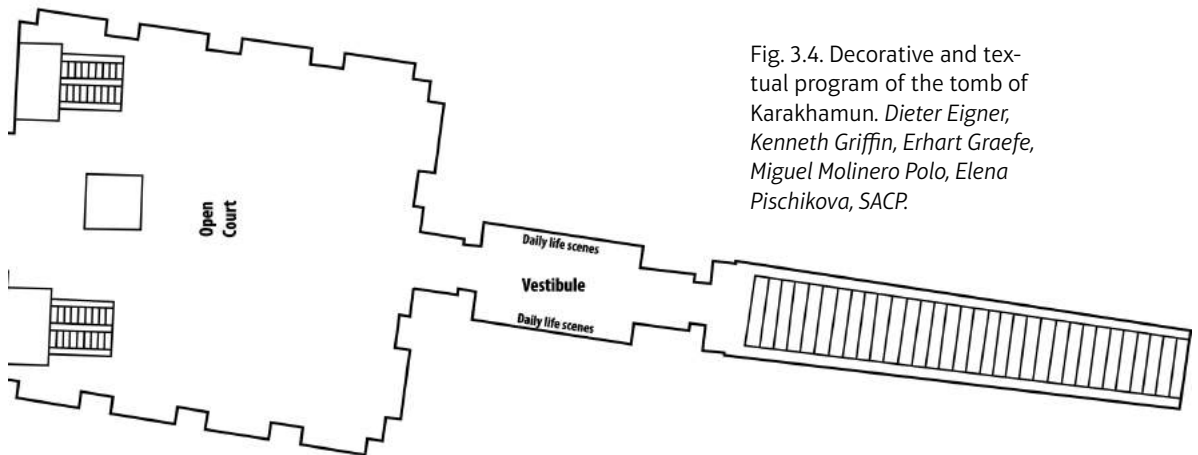 Fig. 3.4. Decorative and tex-
tual program of the tomb of
Karakhamun. Dieter Eigner,
Kenneth Griffin, Erhart Graefe,
Miguel Molinero Polo, Elena
Pischikova, SACP.
Open
Court
Daily life scenes
Vestibule
Daily life scenes